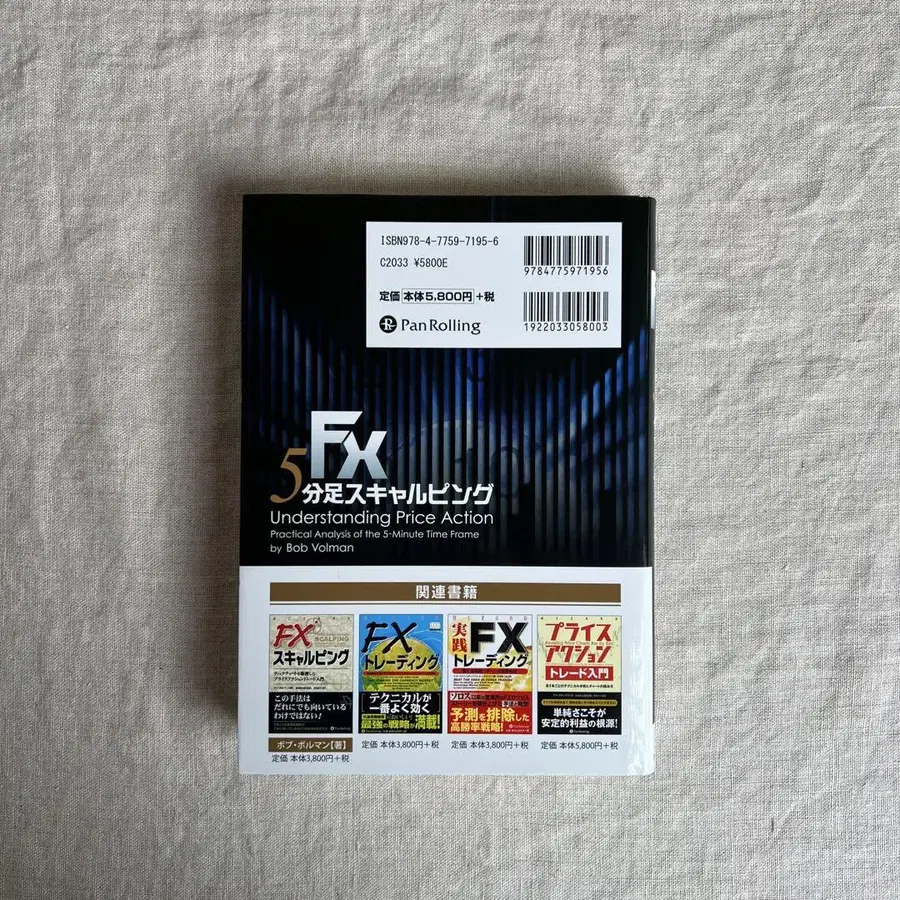 ISBN978-4-7759-7195-6
C2033 ¥5800E
定価 本体5,800円 +税
PanRolling
9784775971956
1922033058003
FX
5分足スキャルピング
Understanding Price Action
Practical Analysis of the 5-Minute Time Frame
by Bob Volman
関連書籍
FX
SCALPING
スキャルピング
この手法は
だれにでも向いている
わけではない!
ボブ・ボルマン【著】
定価 本体3,800円+税
FX
トレーディング
テクニカルが
一番よく効く
最強の戦略が満載!
定価 本体3,800円+税
実践
FX
トレーディング
予測を排除した
高勝率戦略!
定価 本体3,800円+税
プライス
アクション
トレード入門
単純さこそが
安定的利益の根源!
定価 本体5,800円+税